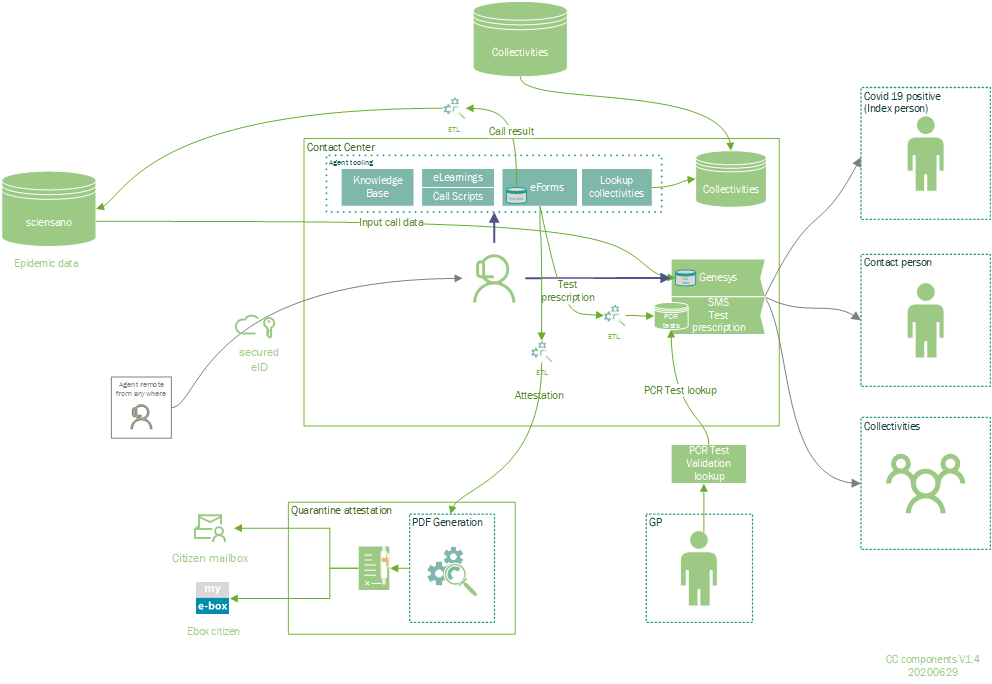 Collectivities
ETL
Call result
Covid 19 positive
(Index person)
Contact Center
Agent tooling
Knowledge
Base
eLearnings
Call Scripts
eForms
Lookup
collectivities
Collectivities
sciensano
Epidemic data
Input call data
Contact person
Genesys
SMS
Test
prescription
Test
prescription
PCR
tests
ETL
ETL
secured
eID
Agent remote
from anywhere
Attestation
PCR Test lookup
Collectivities
PCR Test
Validation
lookup
Quarantine attestation
PDF Generation
GP
Citizen mailbox
my
e-box
Ebox citizen
CC components V1.4
20200629